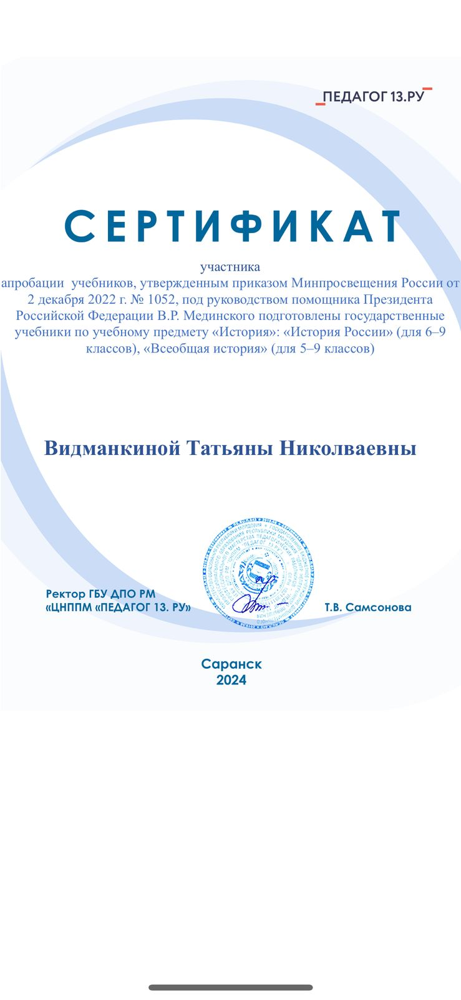 ПЕДАГОГ 13.РУ
СЕРТИФИКАТ
участника
апробации  учебников, утвержденным приказом Минпросвещения России от
2 декабря 2022 г. № 1052, под руководством помощника Президента
Российской Федерации В.Р. Мединского подготовлены государственные
учебники по учебному предмету «История»: «История России» (для 6–9
классов), «Всеобщая история» (для 5–9 классов)
Видманкиной Татьяны Николваевны
Ректор ГБУ ДПО РМ
«ЦНППМ «ПЕДАГОГ 13. РУ»
Т.В. Самсонова
Саранск
2024